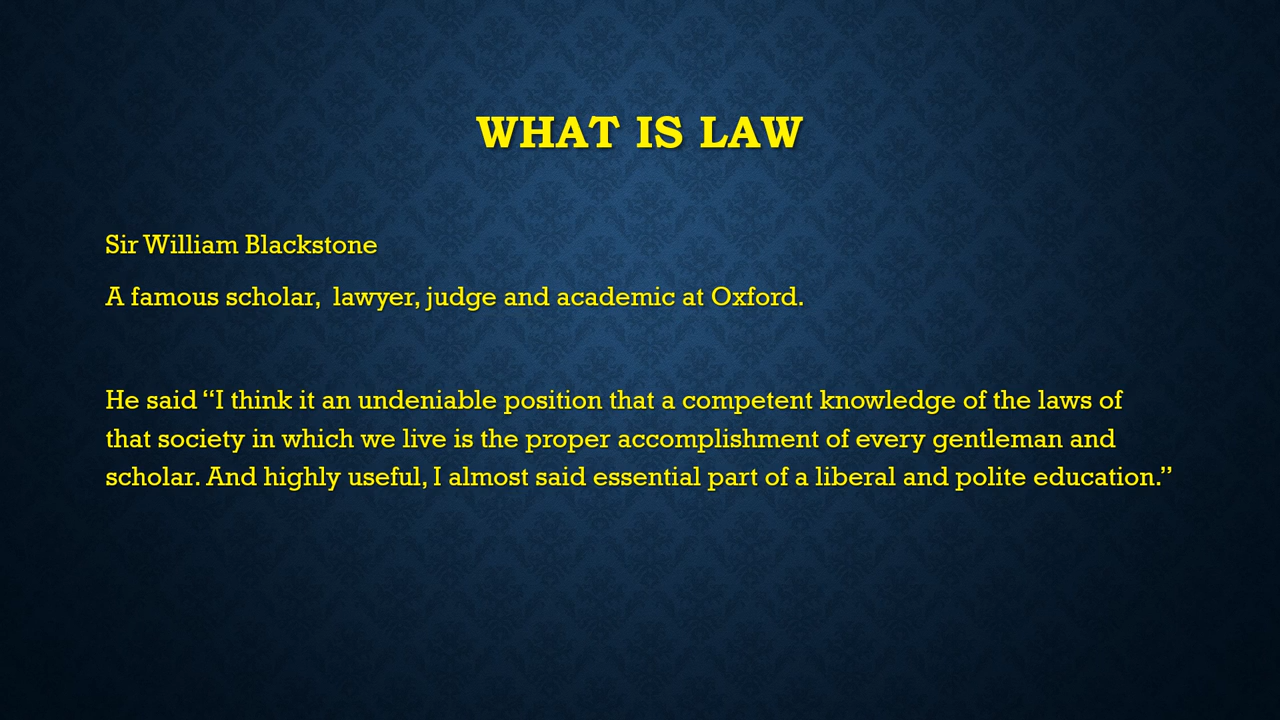 WHAT IS LAW
Sir William Blackstone
A famous scholar,  lawyer, judge and academic at Oxford.
He said “I think it an undeniable position that a competent knowledge of the laws of
that society in which we live is the proper accomplishment of every gentleman and
scholar. And highly useful, I almost said essential part of a liberal and polite education.”